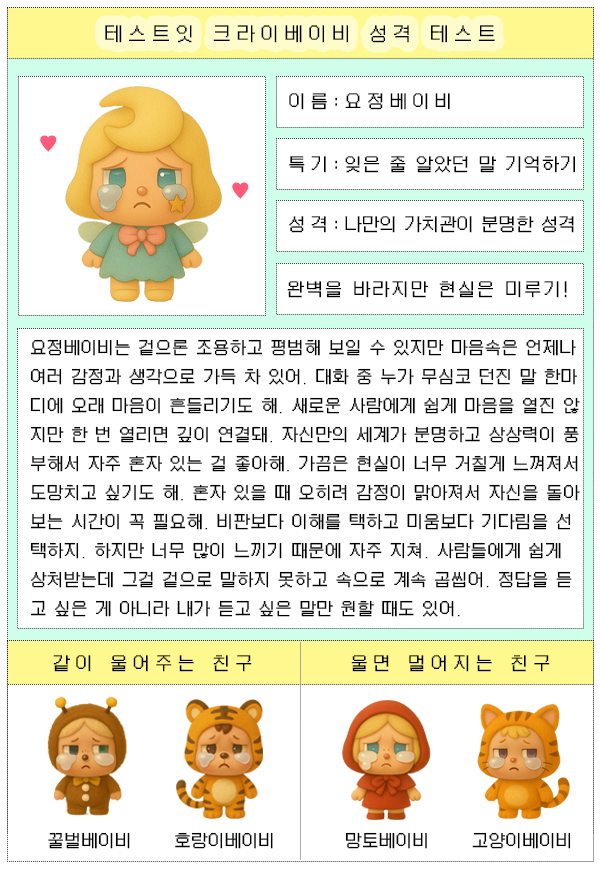 테스트잇 크라이베이비 성격 테스트
이름 : 요정베이비
특기 : 잊은 줄 알았던 말 기억하기
성격 : 나만의 가치관이 분명한 성격
완벽을 바라지만 현실은 미루기!
요정베이비는 겉으론 조용하고 평범해 보일 수 있지만 마음속은 언제나
여러 감정과 생각으로 가득 차 있어. 대화 중 누가 무심코 던진 말 한마
디에 오래 마음이 흔들리기도 해. 새로운 사람에게 쉽게 마음을 열진 않
지만 한 번 열리면 깊이 연결돼. 자신만의 세계가 분명하고 상상력이 풍
부해서 자주 혼자 있는 걸 좋아해. 가끔은 현실이 너무 거칠게 느껴져서
도망치고 싶기도 해. 혼자 있을 때 오히려 감정이 맑아져서 자신을 돌아
보는 시간이 꼭 필요해. 비판보다 이해를 택하고 미움보다 기다림을 선
택하지. 하지만 너무 많이 느끼기 때문에 자주 지쳐. 사람들에게 쉽게
상처받는데 그걸 겉으로 말하지 못하고 속으로 계속 곱씹어. 정답을 듣
고 싶은 게 아니라 내가 듣고 싶은 말만 원할 때도 있어.
같이 울어주는 친구
울면 멀어지는 친구
꿀벌베이비
호랑이베이비
망토베이비
고양이베이비